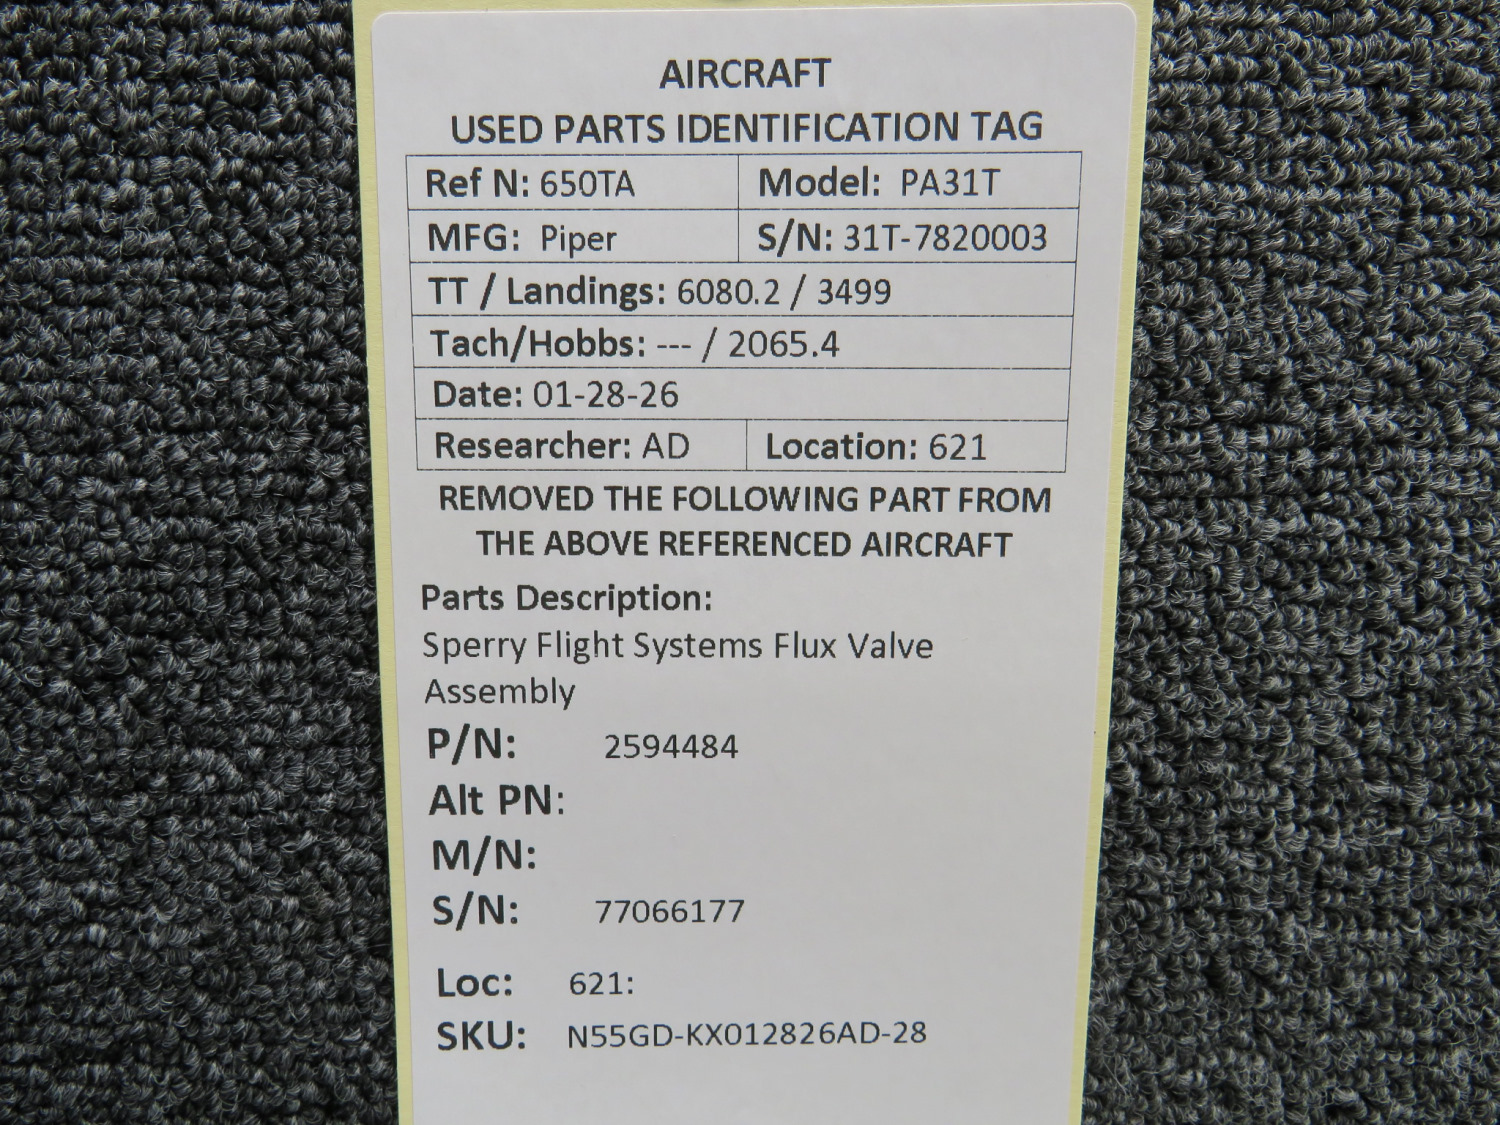 AIRCRAFT
USED PARTS IDENTIFICATION TAG
Ref N: 650TA Model: PA31T
MFG: Piper S/N: 31T-7820003
TT / Landings: 6080.2 / 3499
Tach/Hobbs: --- / 2065.4
Date: 01-28-26
Researcher: AD Location: 621
REMOVED THE FOLLOWING PART FROM
THE ABOVE REFERENCED AIRCRAFT
Parts Description:
Sperry Flight Systems Flux Valve
Assembly
P/N: 2594484
Alt PN:
M/N:
S/N: 77066177
Loc: 621:
SKU: N55GD-KX012826AD-28